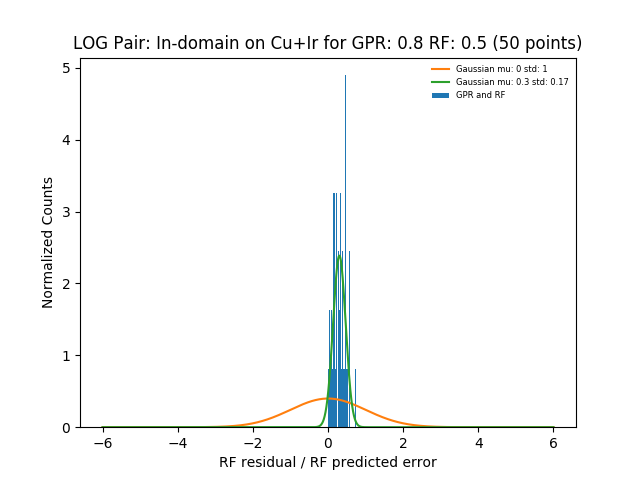 LOG Pair: In-domain on Cu+Ir for GPR: 0.8 RF: 0.5 (50 points)
Gaussian mu: 0 std: 1
Gaussian mu: 0.3 std: 0.17
GPR and RF
Normalized Counts
5
4
3
2
1
0
−6 −4 −2 0 2 4 6
RF residual / RF predicted error